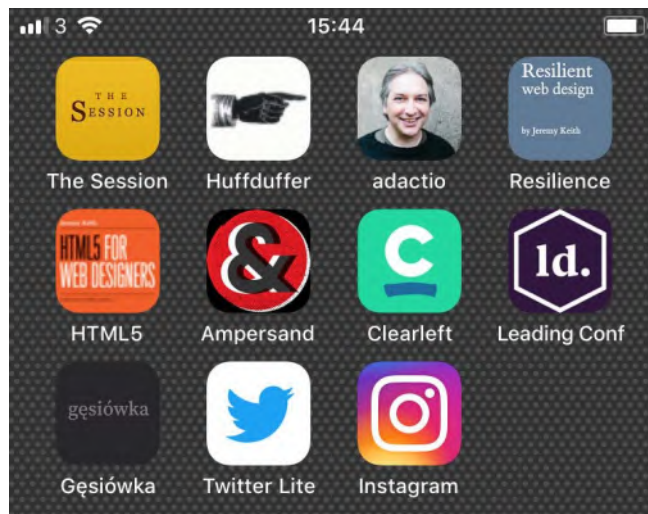 3
15:44
THE
SESSION
Resilient
web design
by Jeremy Keith
The Session
Huffduffer
adactio
Resilience
HTML5 FOR
WEB DESIGNERS
&
C
ld.
HTML5
Ampersand
Clearleft
Leading Conf
gęsiówka
Gęsiówka
Twitter Lite
Instagram